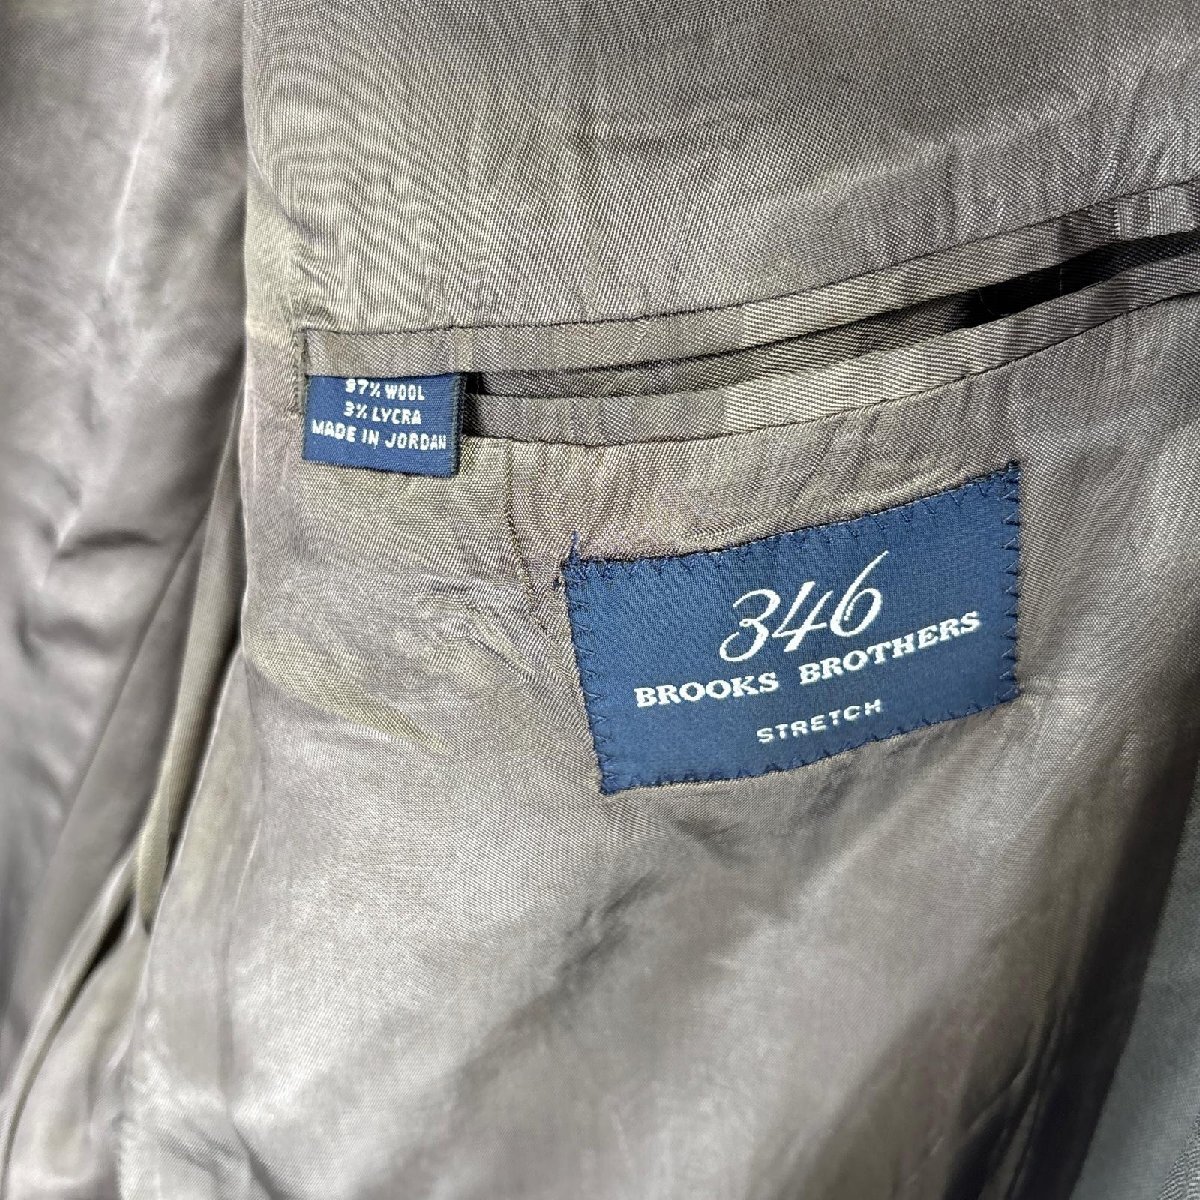 97% WOOL
3% LYCRA
MADE IN JORDAN
346
BROOKS BROTHERS
STRETCH